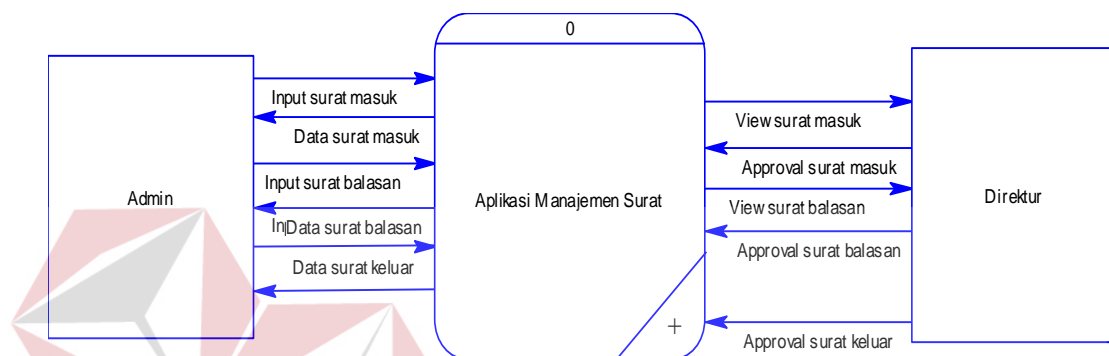 0
Input surat masuk
Data surat masuk
Input surat balasan
Admin
In Data surat balasan
Data surat keluar
Aplikasi Manajemen Surat
+
View surat masuk
Approval surat masuk
View surat balasan
Approval surat balasan
Approval surat keluar
Direktur